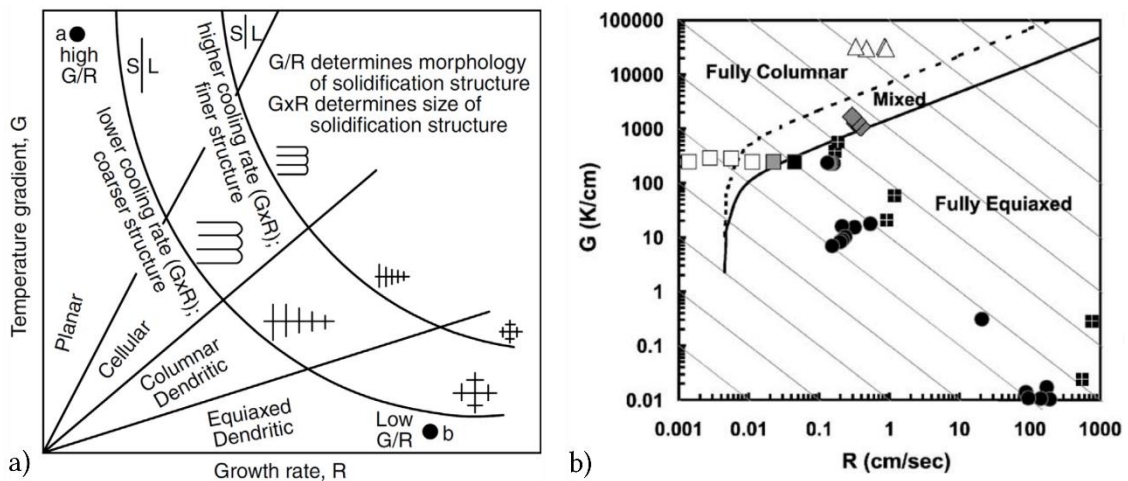 a
high
G/R
S|L
S|L
G/R determines morphology
of solidification structure
GxR determines size of
solidification structure
higher cooling rate (GxR);
finer structure
lower cooling rate (GxR);
coarser structure
Planar
Cellular
Columnar
Dendritic
Equiaxed
Dendritic
Low
G/R
b
Temperature gradient, G
Growth rate, R
a)
100000
10000
1000
100
10
1
0.1
0.01
G (K/cm)
Fully Columnar
Mixed
Fully Equiaxed
0.001
0.01
0.1
1
10
100
1000
R (cm/sec)
b)